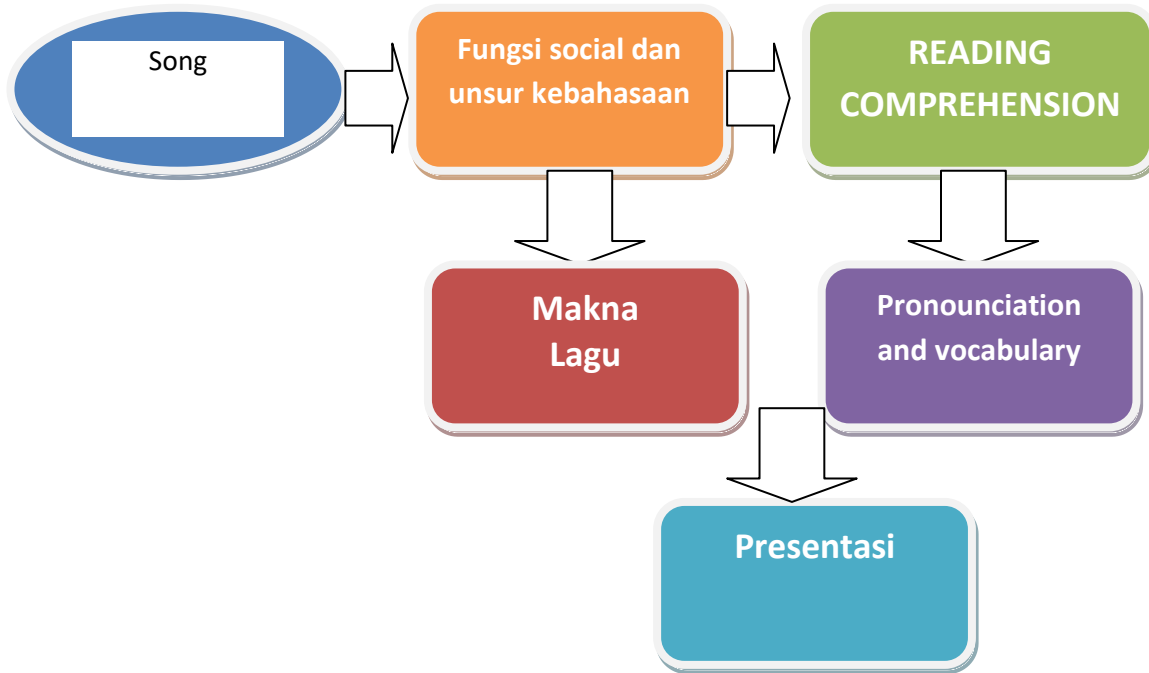 Song
Fungsi social dan
unsur kebahasaan
READING
COMPREHENSION
Makna
Lagu
Pronounciation
and vocabulary
Presentasi